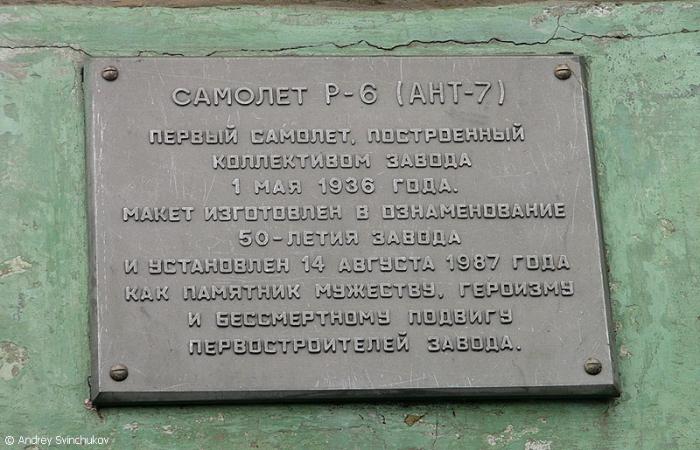 САМОЛЕТ Р-6 (АНТ-7)
ПЕРВЫЙ САМОЛЕТ, ПОСТРОЕННЫЙ
КОЛЛЕКТИВОМ ЗАВОДА
1 МАЯ 1936 ГОДА.
МАКЕТ ИЗГОТОВЛЕН В ОЗНАМЕНОВАНИЕ
50-ЛЕТИЯ ЗАВОДА
И УСТАНОВЛЕН 14 АВГУСТА 1987 ГОДА
КАК ПАМЯТНИК МУЖЕСТВУ, ГЕРОИЗМУ
И БЕССМЕРТНОМУ ПОДВИГУ
ПЕРВОСТРОИТЕЛЕЙ ЗАВОДА.
© Andrey Svinchukov